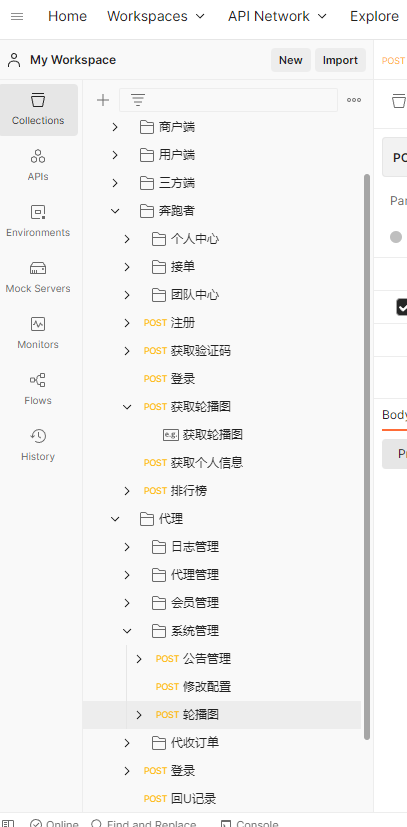 Home Workspaces API Network Explore
My Workspace New Import POST
Collections
APIs
Environments
Mock Servers
Monitors
Flows
History
商户端
用户端
三方端
奔跑者
个人中心
接单
团队中心
POST 注册
POST 获取验证码
POST 登录
POST 获取轮播图
e.g. 获取轮播图
POST 获取个人信息
POST 排行榜
代理
日志管理
代理管理
会员管理
系统管理
POST 公告管理
POST 修改配置
POST 轮播图
代收订单
POST 登录
POST 回U记录
PO
Par
Body
Pr
Online Find and Replace Console